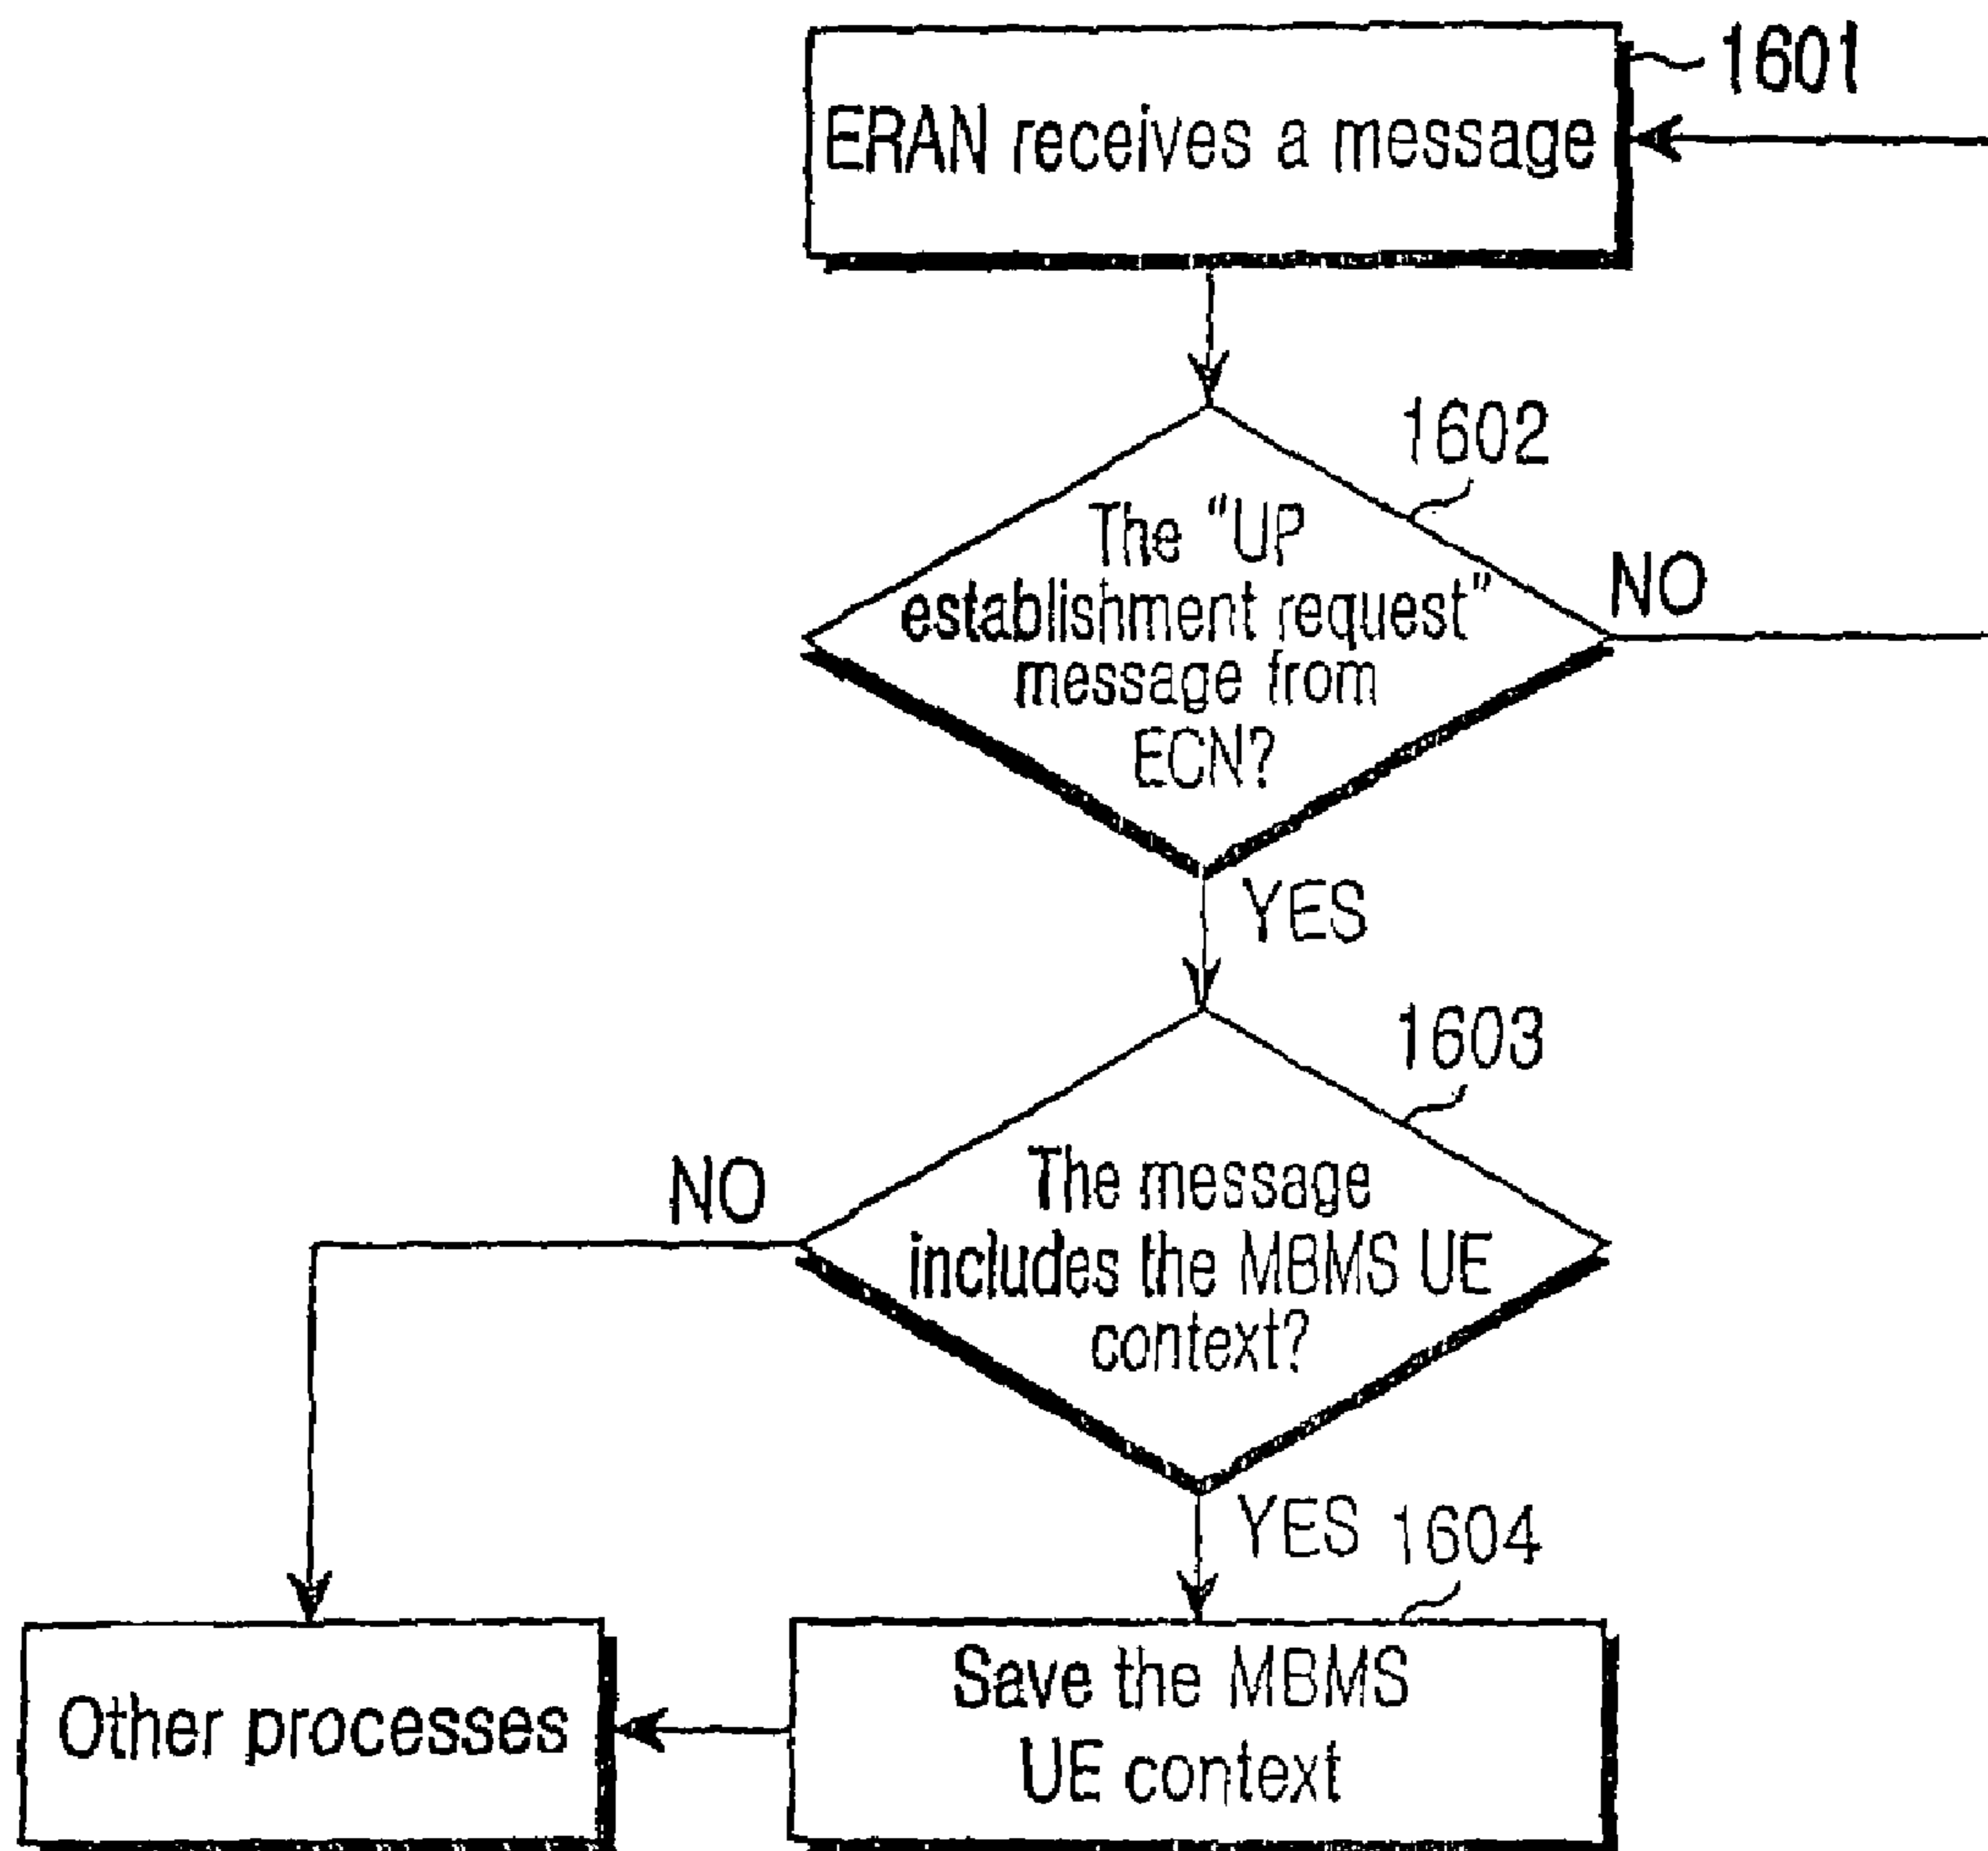 1601
ERAN receives a message
1602
The “UP
establishment request”
message from
ECN?
NO
YES
1603
The message
includes the MBMS UE
context?
NO
YES
1604
Save the MBMS
UE context
Other processes